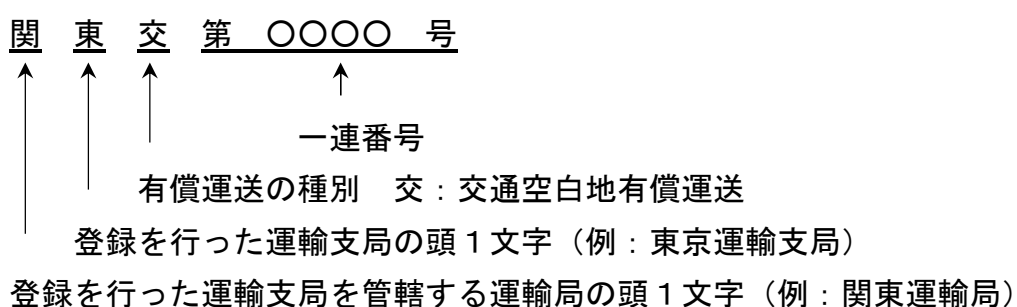 関 東 交 第 〇〇〇〇 号
一連番号
有償運送の種別 交：交通空白地有償運送
登録を行った運輸支局の頭１文字（例：東京運輸支局）
登録を行った運輸支局を管轄する運輸局の頭１文字（例：関東運輸局）